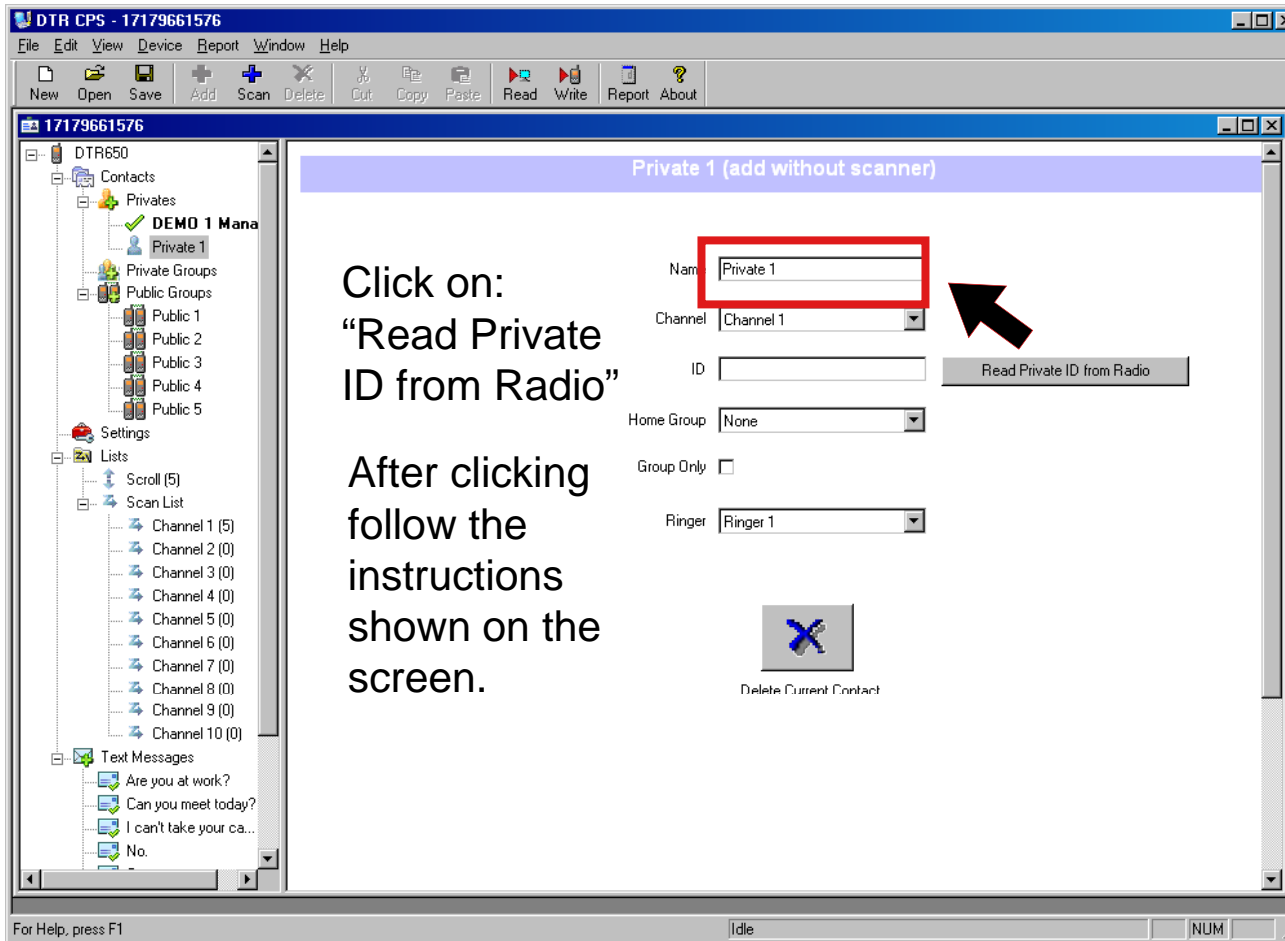 DTR CPS - 17179661576
File Edit View Device Report Window Help
New Open Save Add Scan Delete Cut Copy Paste Read Write Report About
17179661576
DTR650
Contacts
Privates
DEMO 1 Mana
Private 1
Private Groups
Public Groups
Public 1
Public 2
Public 3
Public 4
Public 5
Settings
Lists
Scroll (5)
Scan List
Channel 1 (5)
Channel 2 (0)
Channel 3 (0)
Channel 4 (0)
Channel 5 (0)
Channel 6 (0)
Channel 7 (0)
Channel 8 (0)
Channel 9 (0)
Channel 10 (0)
Text Messages
Are you at work?
Can you meet today?
I can't take your ca...
No.
Private 1 (add without scanner)
Click on:
“Read Private
ID from Radio”
After clicking
follow the
instructions
shown on the
screen.
Name Private 1
Channel Channel 1
ID
Read Private ID from Radio
Home Group None
Group Only
Ringer Ringer 1
Delete Current Contact
For Help, press F1
Idle
NUM